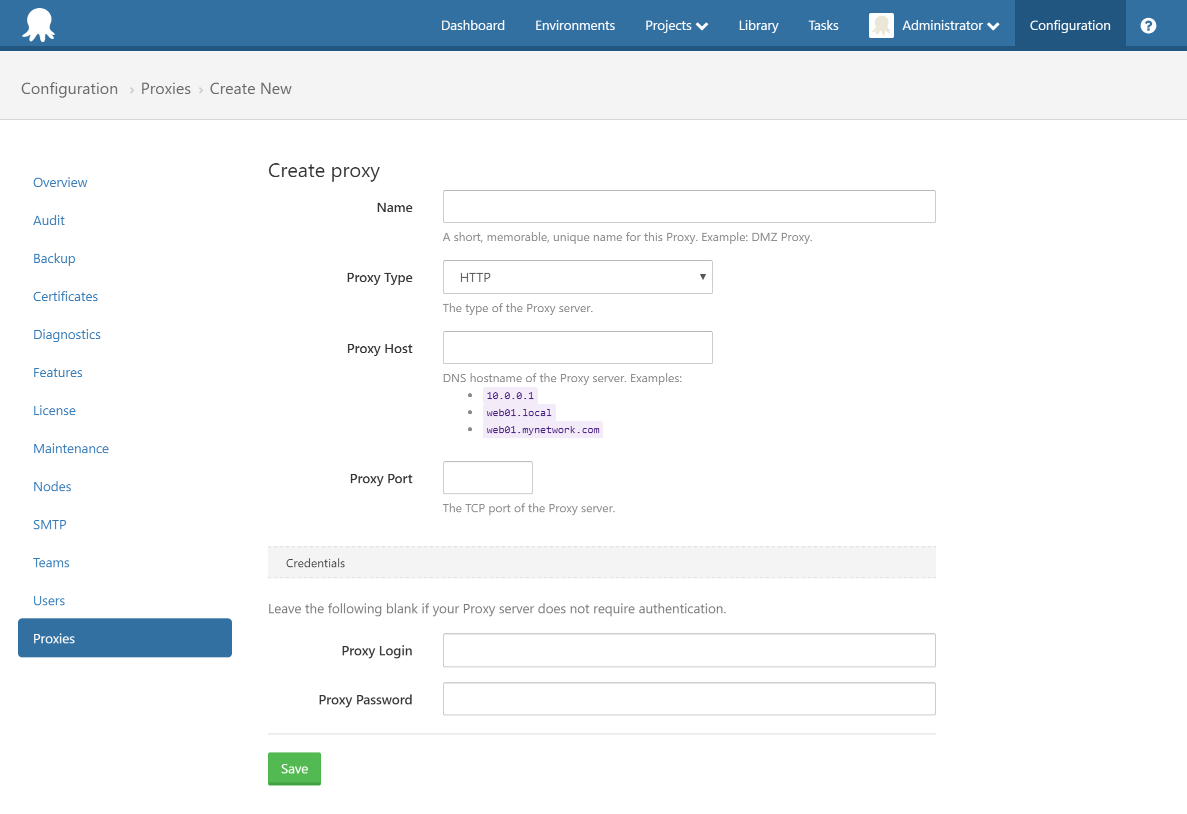 Dashboard Environments Projects Library Tasks Administrator Configuration ?
Configuration › Proxies › Create New
Overview
Audit
Backup
Certificates
Diagnostics
Features
License
Maintenance
Nodes
SMTP
Teams
Users
Proxies
Create proxy
Name
A short, memorable, unique name for this Proxy. Example: DMZ Proxy.
Proxy Type HTTP
The type of the Proxy server.
Proxy Host
DNS hostname of the Proxy server. Examples:
• 10.0.0.1
• web01.local
• web01.mynetwork.com
Proxy Port
The TCP port of the Proxy server.
Credentials
Leave the following blank if your Proxy server does not require authentication.
Proxy Login
Proxy Password
Save